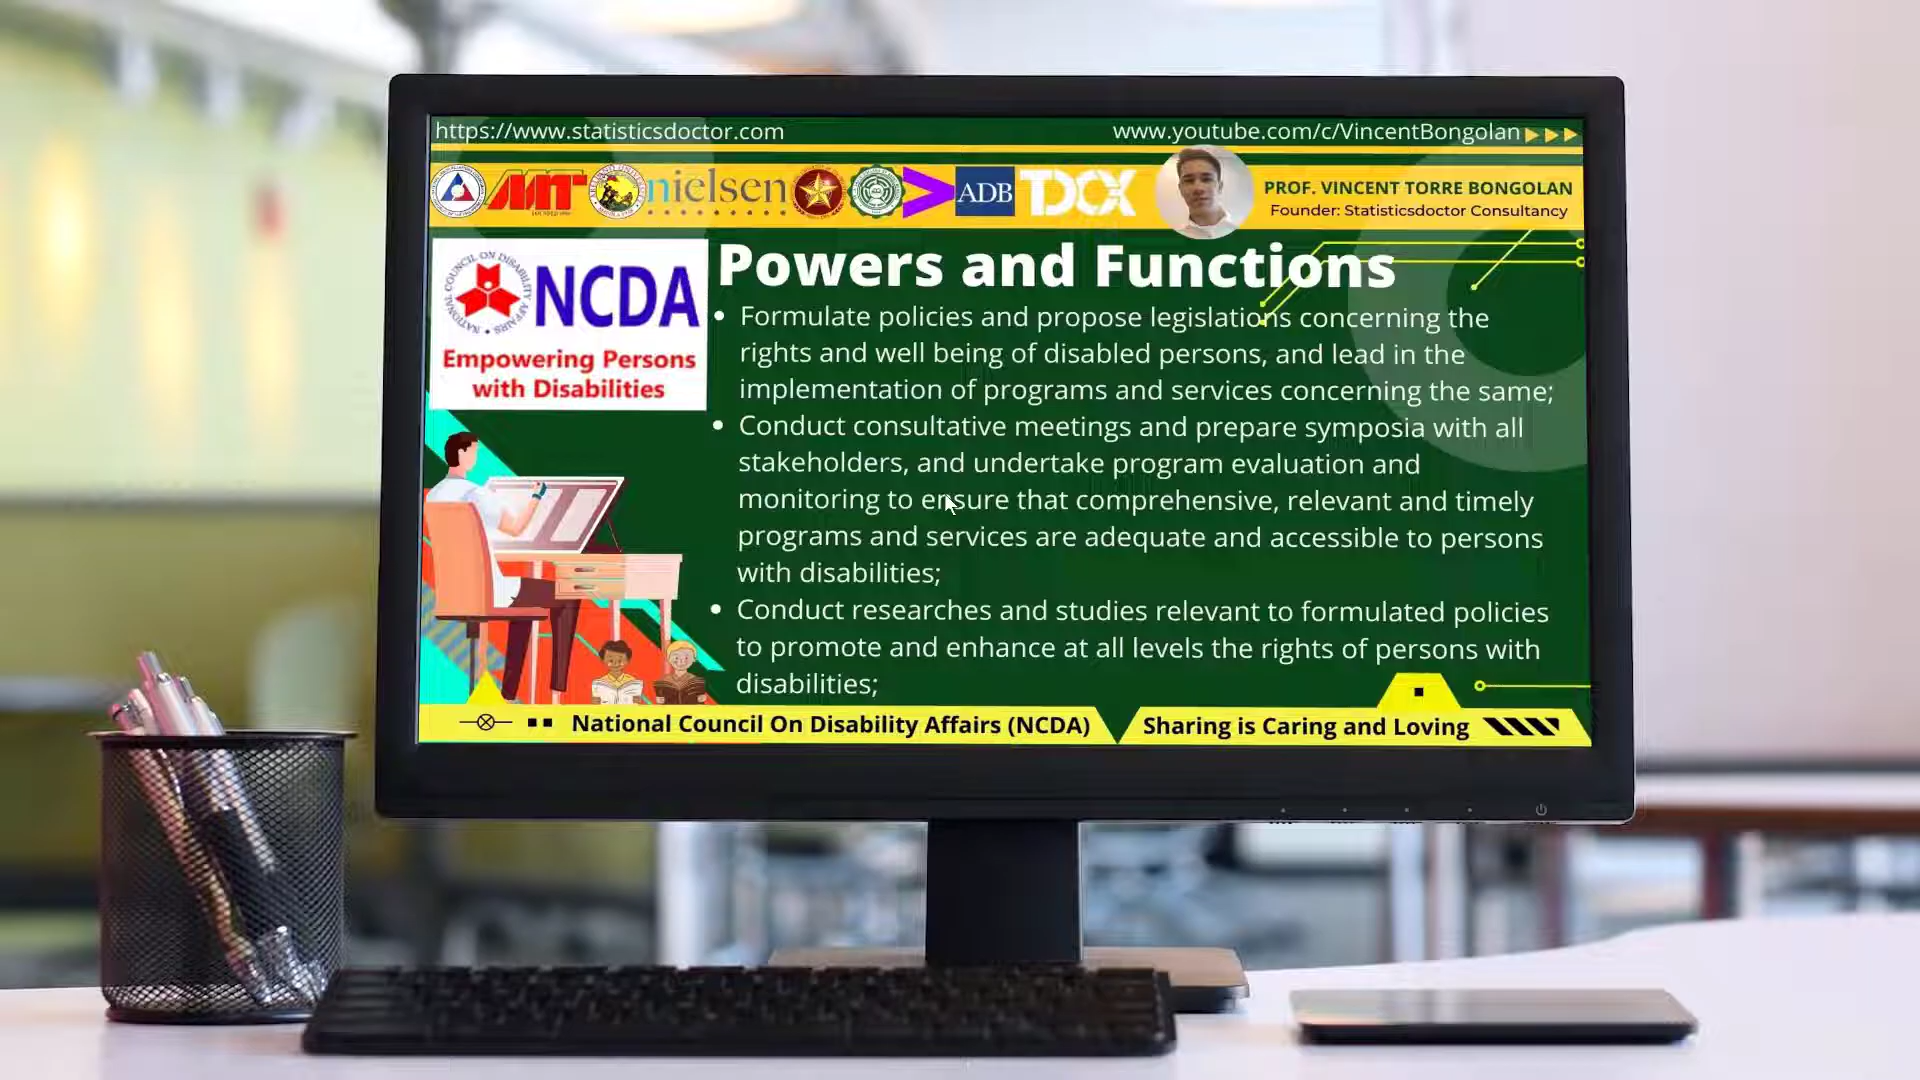 https://www.statisticsdoctor.com
www.youtube.com/c/VincentBongolan
nielsen
ADB
TDCX
PROF. VINCENT TORRE BONGOLAN
Founder: Statisticsdoctor Consultancy
NATIONAL COUNCIL ON DISABILITY AFFAIRS
NCDA
Empowering Persons
with Disabilities
Powers and Functions
• Formulate policies and propose legislations concerning the
rights and well being of disabled persons, and lead in the
implementation of programs and services concerning the same;
• Conduct consultative meetings and prepare symposia with all
stakeholders, and undertake program evaluation and
monitoring to ensure that comprehensive, relevant and timely
programs and services are adequate and accessible to persons
with disabilities;
• Conduct researches and studies relevant to formulated policies
to promote and enhance at all levels the rights of persons with
disabilities;
National Council On Disability Affairs (NCDA)
Sharing is Caring and Loving